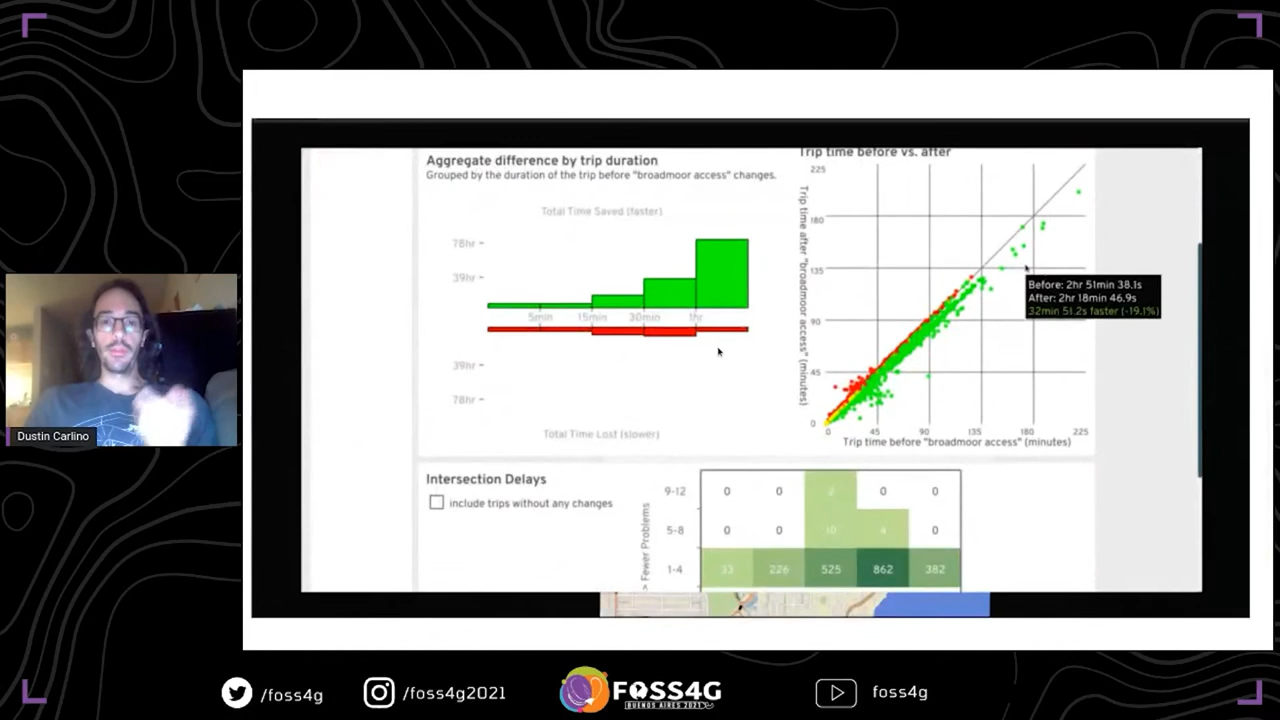 Aggregate difference by trip duration
Grouped by the duration of the trip before "broadmoor access" changes.
Total Time Saved (faster)
78hr
39hr
5min
15min
30min
1hr
39hr
78hr
Total Time Lost (slower)
Trip time before vs. after
Trip time after "broadmoor access" (minutes)
225
180
135
90
45
0
0
45
90
135
180
225
Trip time before "broadmoor access" (minutes)
Before: 2hr 51min 38.1s
After: 2hr 18min 46.9s
32min 51.2s faster (-19.1%)
Intersection Delays
include trips without any changes
> Fewer Problems
9-12
0 0 2 0 0
5-8
0 0 10 4 0
1-4
33 226 525 862 382
Dustin Carlino
/foss4g
/foss4g2021
FOSS4G
BUENOS AIRES 2021
foss4g